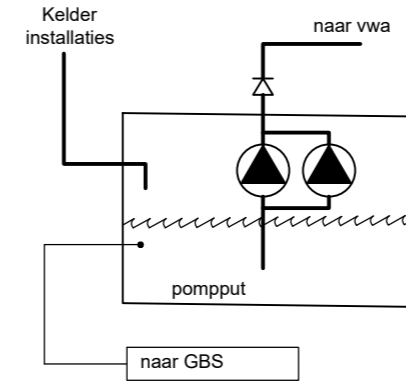 Kelder
installaties
naar vwa
pompput
naar GBS